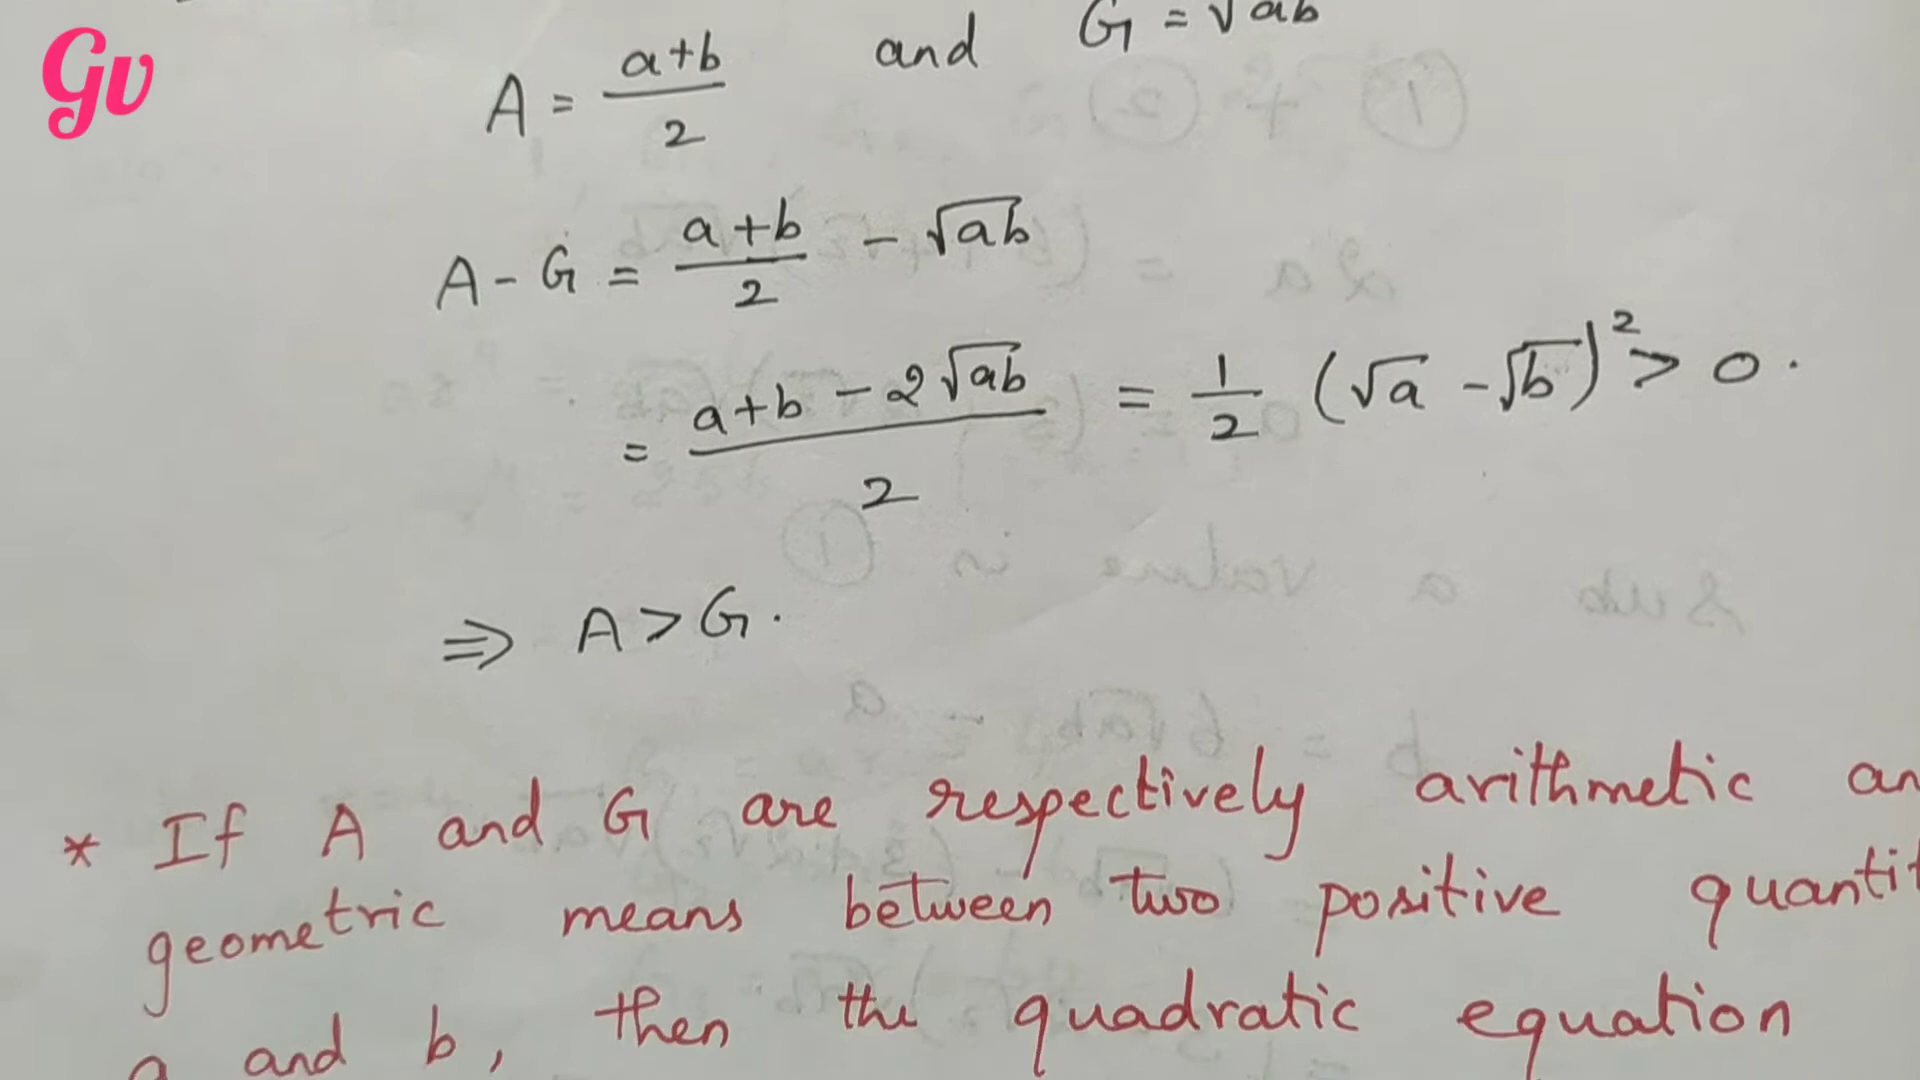 Gv
A = a+b/2 and G = √ab
A - G = a+b/2 - √ab
= a+b - 2√ab/2 = 1/2 (√a - √b)² > 0.
⇒ A > G.
* If A and G are respectively arithmetic
geometric means between two positive
a and b, then the quadratic equation